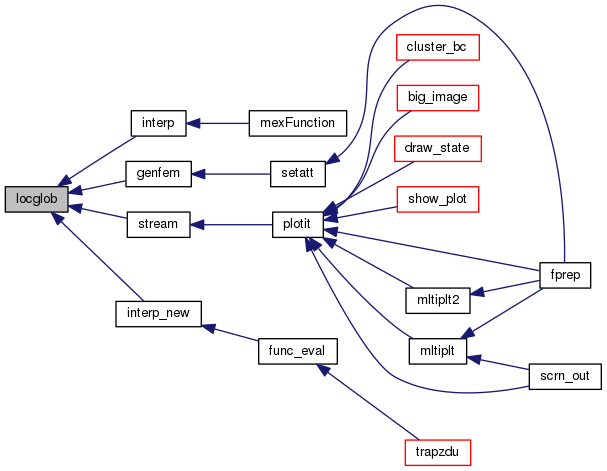 cluster_bc
big_image
interp
mexFunction
draw_state
genfem
setatt
locglob
show_plot
stream
plotit
fprep
mltiplt2
interp_new
func_eval
mltiplt
scrn_out
trapzdu